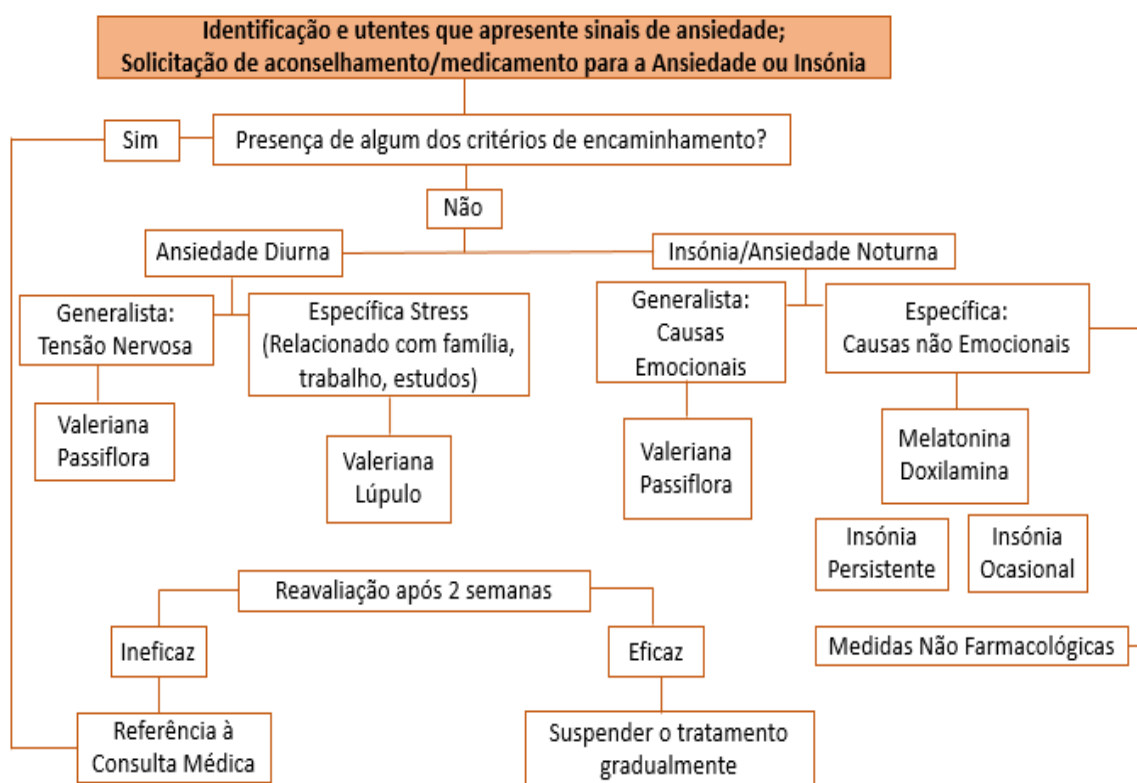 Identificação e utentes que apresente sinais de ansiedade;
Solicitação de aconselhamento/medicamento para a Ansiedade ou Insónia
Sim
Presença de algum dos critérios de encaminhamento?
Não
Ansiedade Diurna
Insónia/Ansiedade Noturna
Generalista:
Tensão Nervosa
Específica Stress
(Relacionado com família,
trabalho, estudos)
Generalista:
Causas
Emocionais
Específica:
Causas não Emocionais
Valeriana
Passiflora
Valeriana
Lúpulo
Valeriana
Passiflora
Melatonina
Doxilamina
Insónia
Persistente
Insónia
Ocasional
Reavaliação após 2 semanas
Ineficaz
Eficaz
Medidas Não Farmacológicas
Referência à
Consulta Médica
Suspender o tratamento
gradualmente